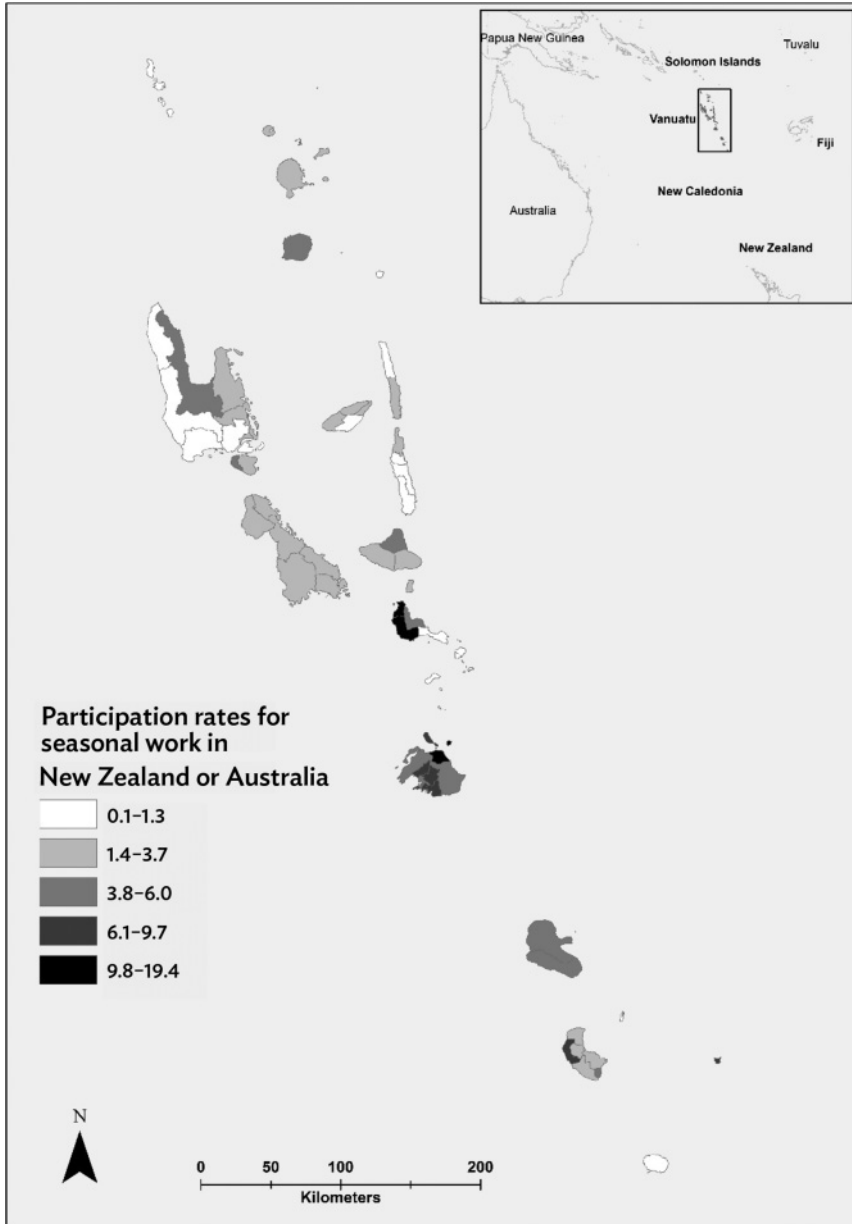 Papua New Guinea
Tuvalu
Solomon Islands
Vanuatu
Fiji
New Caledonia
Australia
New Zealand
Participation rates for
seasonal work in
New Zealand or Australia
0.1–1.3
1.4–3.7
3.8–6.0
6.1–9.7
9.8–19.4
N
0 50 100 200
Kilometers